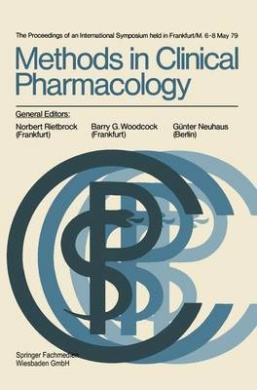 The Proceedings of an International Symposium held in Frankfurt/M. 6-8 May 79
Methods in Clinical
Pharmacology
General Editors:
Norbert Rietbrock Barry G. Woodcock Günter Neuhaus
(Frankfurt) (Frankfurt) (Berlin)
Springer Fachmedien
Wiesbaden GmbH